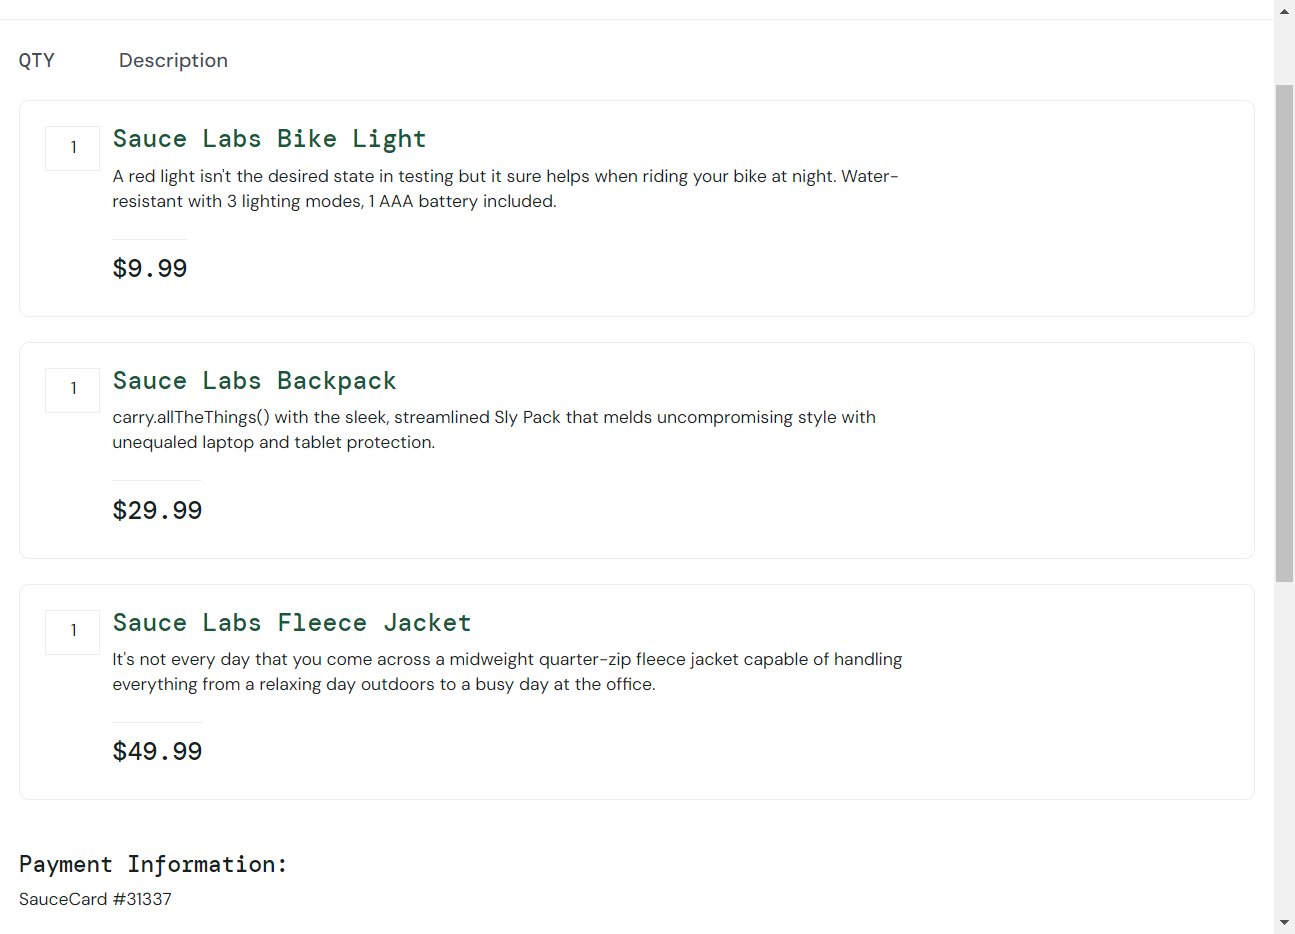 QTY Description
1 Sauce Labs Bike Light
A red light isn't the desired state in testing but it sure helps when riding your bike at night. Water-
resistant with 3 lighting modes, 1 AAA battery included.
$9.99
1 Sauce Labs Backpack
carry.allTheThings() with the sleek, streamlined Sly Pack that melds uncompromising style with
unequaled laptop and tablet protection.
$29.99
1 Sauce Labs Fleece Jacket
It's not every day that you come across a midweight quarter-zip fleece jacket capable of handling
everything from a relaxing day outdoors to a busy day at the office.
$49.99
Payment Information:
SauceCard #31337